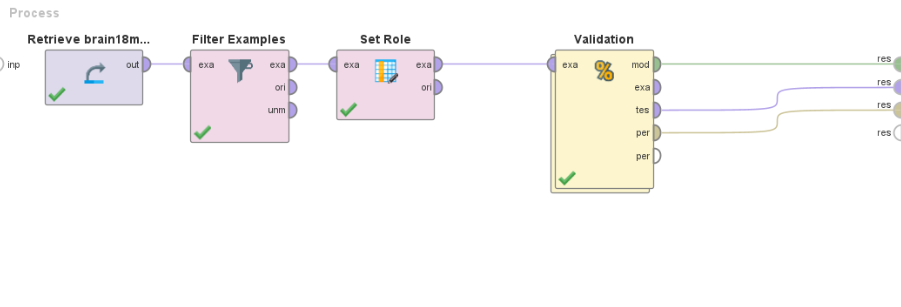 Process
Retrieve brain18m...
Filter Examples
Set Role
Validation
inp
out
exa
exa
ori
unm
exa
exa
ori
exa
%
mod
exa
tes
per
per
res
res
res
res